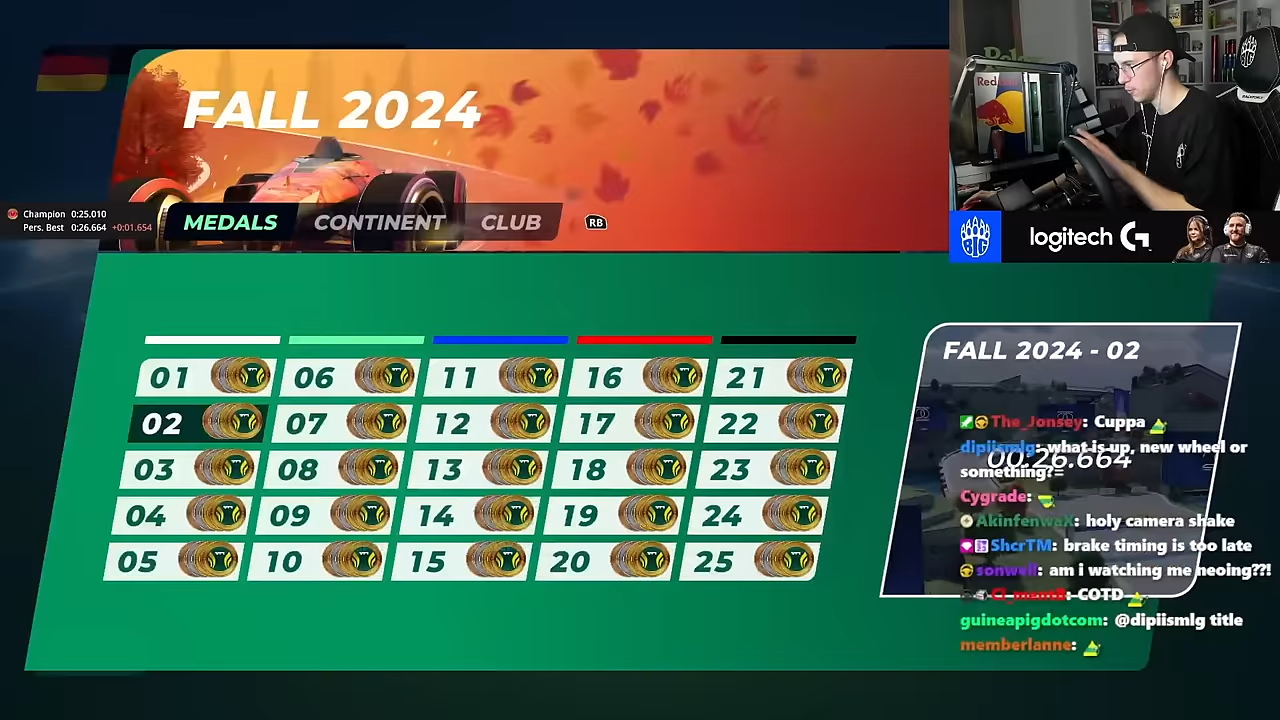 FALL 2024
Champion 0:25.010
Pers. Best 0:26.664 +0:01.654
MEDALS CONTINENT CLUB RB
BIG logitech G
01 06 11 16 21
02 07 12 17 22
03 08 13 18 23
04 09 14 19 24
05 10 15 20 25
FALL 2024 - 02
00:26.664
The_Jonsey: Cuppa
dipiismlg: what is up, new wheel or
something?=
Cygrade:
AkinfenwaX: holy camera shake
ShcrTM: brake timing is too late
sonwell: am i watching me neoing??!
COTD
guineapigdotcom: @dipiismlg title
memberlanne: